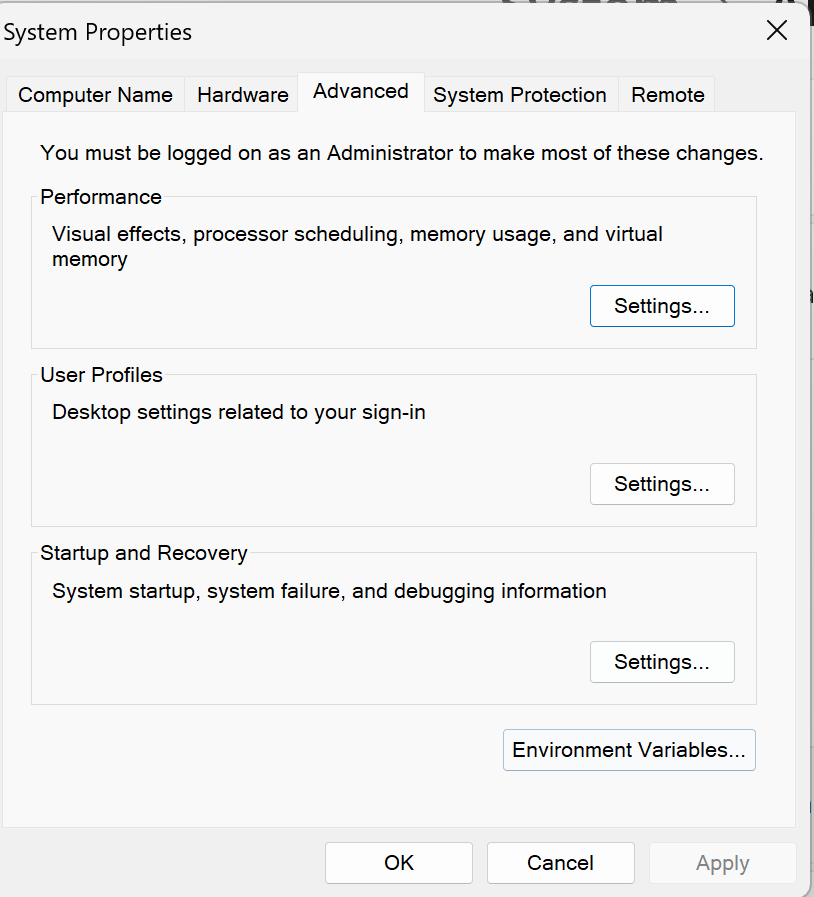 System Properties
Computer Name
Hardware
Advanced
System Protection
Remote
You must be logged on as an Administrator to make most of these changes.
Performance
Visual effects, processor scheduling, memory usage, and virtual
memory
Settings...
User Profiles
Desktop settings related to your sign-in
Settings...
Startup and Recovery
System startup, system failure, and debugging information
Settings...
Environment Variables...
OK
Cancel
Apply